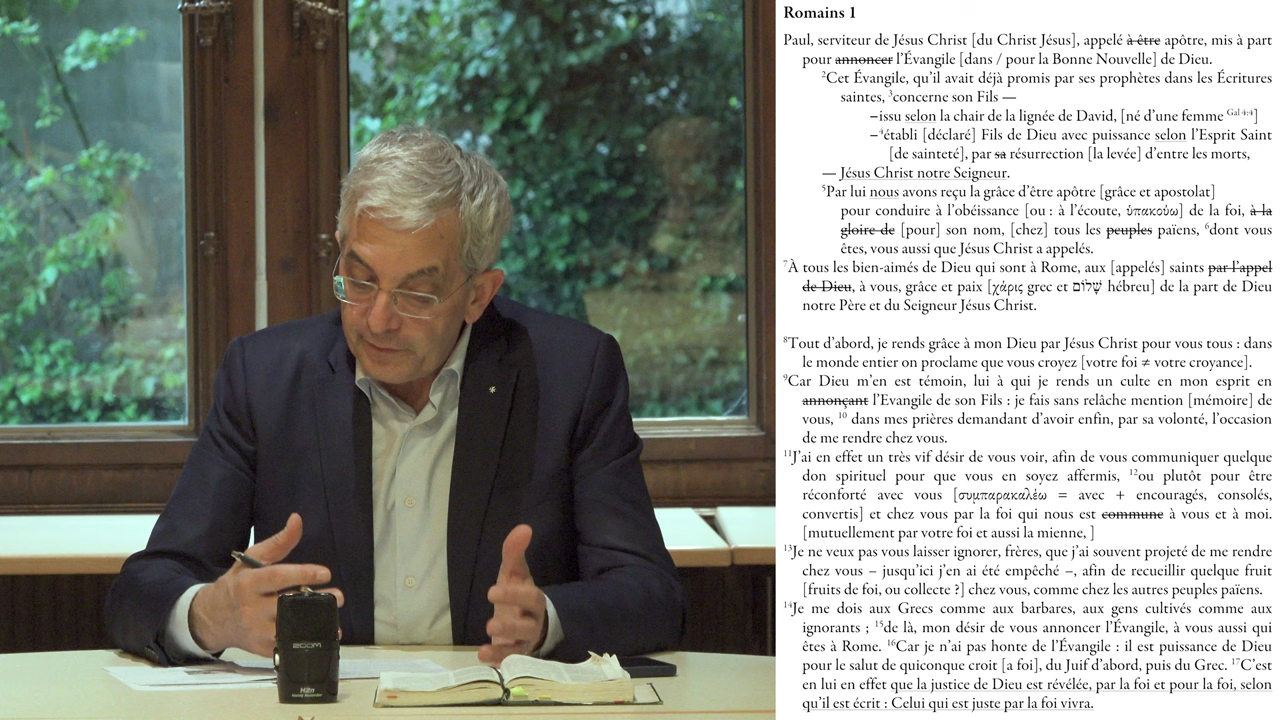 Romains 1
Paul, serviteur de Jésus Christ [du Christ Jésus], appelé à être apôtre, mis à part
pour annoncer l’Évangile [dans / pour la Bonne Nouvelle] de Dieu.
²Cet Évangile, qu’il avait déjà promis par ses prophètes dans les Écritures
saintes, ³concerne son Fils —
–issu selon la chair de la lignée de David, [né d’une femme Gal 4:4]
–⁴établi [déclaré] Fils de Dieu avec puissance selon l’Esprit Saint
[de sainteté], par sa résurrection [la levée] d’entre les morts,
— Jésus Christ notre Seigneur.
⁵Par lui nous avons reçu la grâce d’être apôtre [grâce et apostolat]
pour conduire à l’obéissance [ou : à l’écoute, ὑπακούω] de la foi, à la
gloire de [pour] son nom, [chez] tous les peuples païens, ⁶dont vous
êtes, vous aussi que Jésus Christ a appelés.
⁷À tous les bien-aimés de Dieu qui sont à Rome, aux [appelés] saints par l’appel
de Dieu, à vous, grâce et paix [χάρις grec et שָׁלוֹם hébreu] de la part de Dieu
notre Père et du Seigneur Jésus Christ.
⁸Tout d’abord, je rends grâce à mon Dieu par Jésus Christ pour vous tous : dans
le monde entier on proclame que vous croyez [votre foi ≠ votre croyance].
⁹Car Dieu m’en est témoin, lui à qui je rends un culte en mon esprit en
annonçant l’Evangile de son Fils : je fais sans relâche mention [mémoire] de
vous, ¹⁰ dans mes prières demandant d’avoir enfin, par sa volonté, l’occasion
de me rendre chez vous.
¹¹J’ai en effet un très vif désir de vous voir, afin de vous communiquer quelque
don spirituel pour que vous en soyez affermis, ¹²ou plutôt pour être
réconforté avec vous [συμπαρακαλέω = avec + encouragés, consolés,
convertis] et chez vous par la foi qui nous est commune à vous et à moi.
[mutuellement par votre foi et aussi la mienne, ]
¹³Je ne veux pas vous laisser ignorer, frères, que j’ai souvent projeté de me rendre
chez vous – jusqu’ici j’en ai été empêché –, afin de recueillir quelque fruit
[fruits de foi, ou collecte ?] chez vous, comme chez les autres peuples païens.
¹⁴Je me dois aux Grecs comme aux barbares, aux gens cultivés comme aux
ignorants ; ¹⁵de là, mon désir de vous annoncer l’Évangile, à vous aussi qui
êtes à Rome. ¹⁶Car je n’ai pas honte de l’Évangile : il est puissance de Dieu
pour le salut de quiconque croit [a foi], du Juif d’abord, puis du Grec. ¹⁷C’est
en lui en effet que la justice de Dieu est révélée, par la foi et pour la foi, selon
qu’il est écrit : Celui qui est juste par la foi vivra.
ZOOM
H2n
Handy Recorder